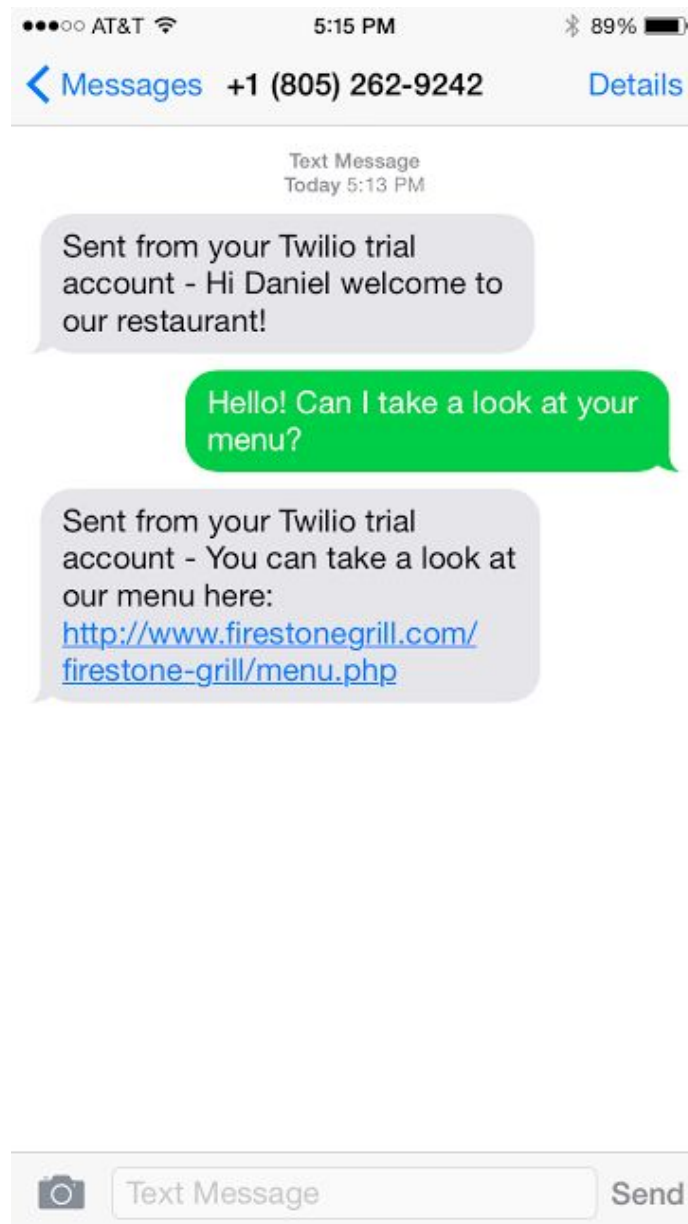 AT&T 5:15 PM 89%
Messages +1 (805) 262-9242 Details
Text Message
Today 5:13 PM
Sent from your Twilio trial
account - Hi Daniel welcome to
our restaurant!
Hello! Can I take a look at your
menu?
Sent from your Twilio trial
account - You can take a look at
our menu here:
http://www.firestonegrill.com/
firestone-grill/menu.php
Text Message Send